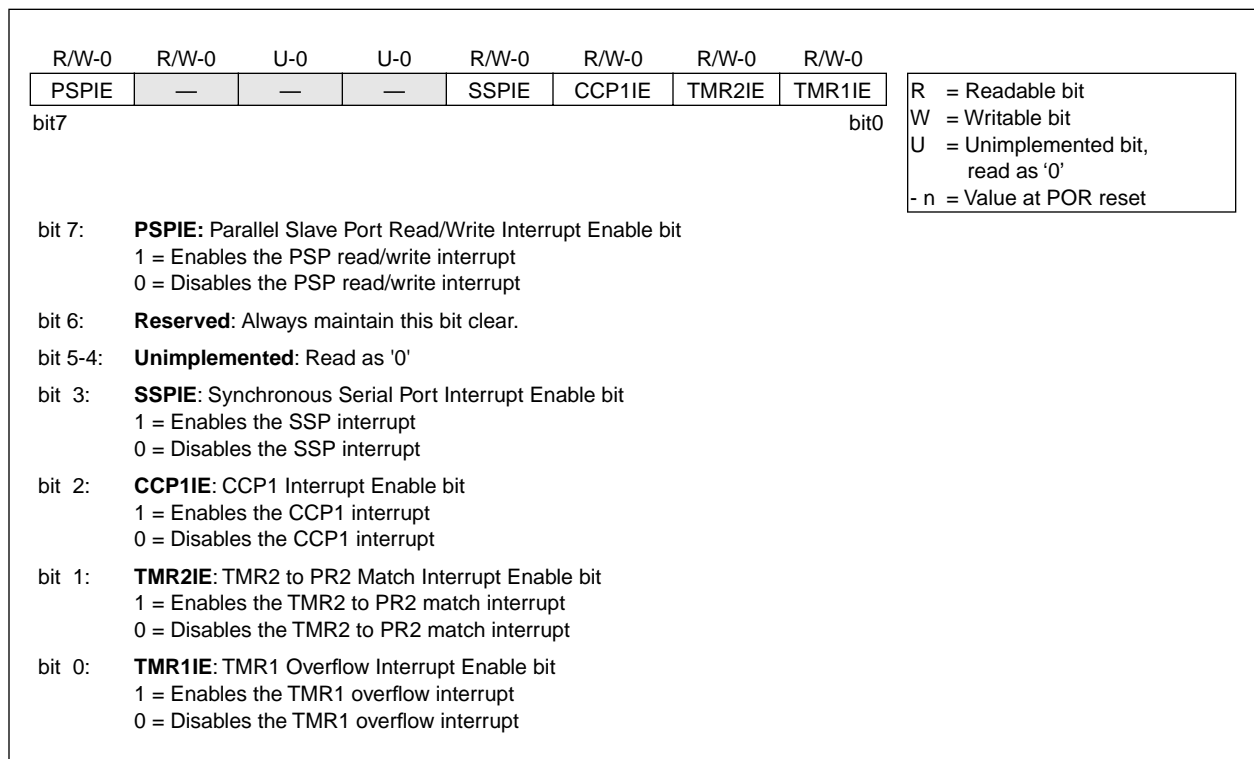 R/W-0 R/W-0 U-0 U-0 R/W-0 R/W-0 R/W-0 R/W-0
PSPIE — — — SSPIE CCP1IE TMR2IE TMR1IE
bit7 bit0
R = Readable bit
W = Writable bit
U = Unimplemented bit,
read as ‘0’
- n = Value at POR reset
bit 7: PSPIE: Parallel Slave Port Read/Write Interrupt Enable bit
1 = Enables the PSP read/write interrupt
0 = Disables the PSP read/write interrupt
bit 6: Reserved: Always maintain this bit clear.
bit 5-4: Unimplemented: Read as '0'
bit 3: SSPIE: Synchronous Serial Port Interrupt Enable bit
1 = Enables the SSP interrupt
0 = Disables the SSP interrupt
bit 2: CCP1IE: CCP1 Interrupt Enable bit
1 = Enables the CCP1 interrupt
0 = Disables the CCP1 interrupt
bit 1: TMR2IE: TMR2 to PR2 Match Interrupt Enable bit
1 = Enables the TMR2 to PR2 match interrupt
0 = Disables the TMR2 to PR2 match interrupt
bit 0: TMR1IE: TMR1 Overflow Interrupt Enable bit
1 = Enables the TMR1 overflow interrupt
0 = Disables the TMR1 overflow interrupt